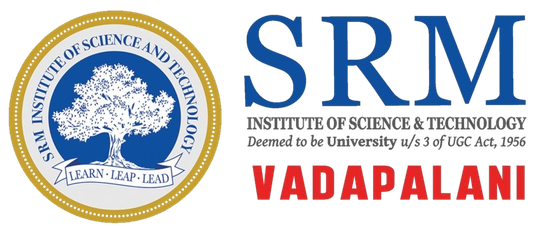 SRM INSTITUTE OF SCIENCE AND TECHNOLOGY
LEARN · LEAP · LEAD
SRM
INSTITUTE OF SCIENCE & TECHNOLOGY
Deemed to be University u/s 3 of UGC Act, 1956
VADAPALANI